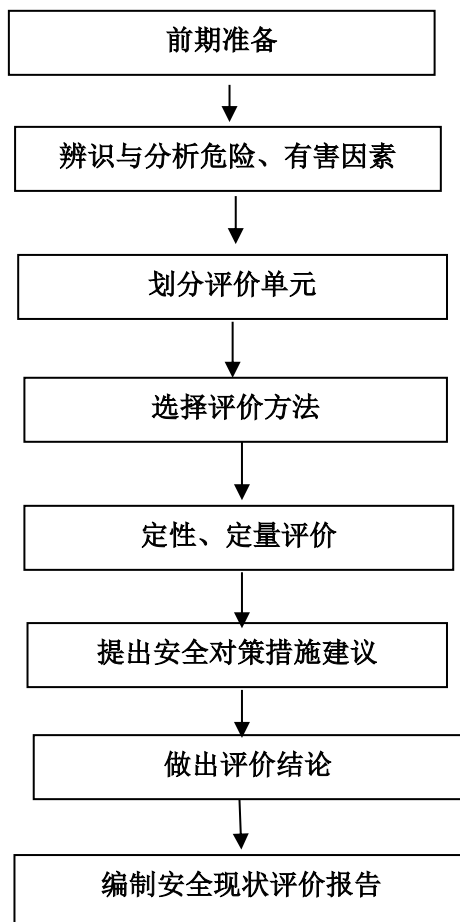 前期准备
辨识与分析危险、有害因素
划分评价单元
选择评价方法
定性、定量评价
提出安全对策措施建议
做出评价结论
编制安全现状评价报告